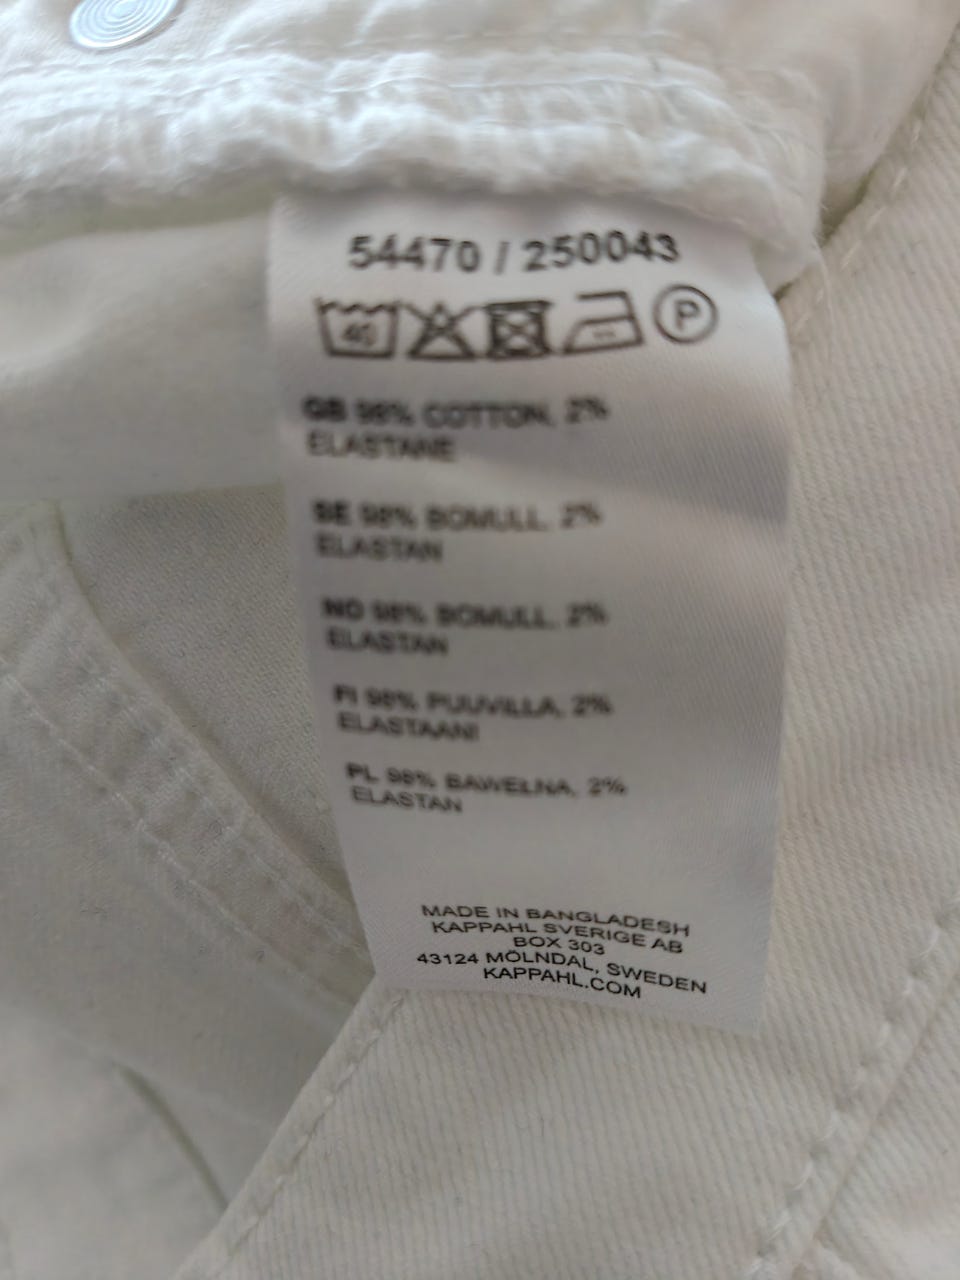 54470 / 250043
40 P
GB 98% COTTON, 2%
ELASTANE
SE 98% BOMULL, 2%
ELASTAN
NO 98% BOMULL, 2%
ELASTAN
FI 98% PUUVILLA, 2%
ELASTAANI
PL 98% BAWEŁNA, 2%
ELASTAN
MADE IN BANGLADESH
KAPPAHL SVERIGE AB
BOX 303
43124 MÖLNDAL, SWEDEN
KAPPAHL.COM